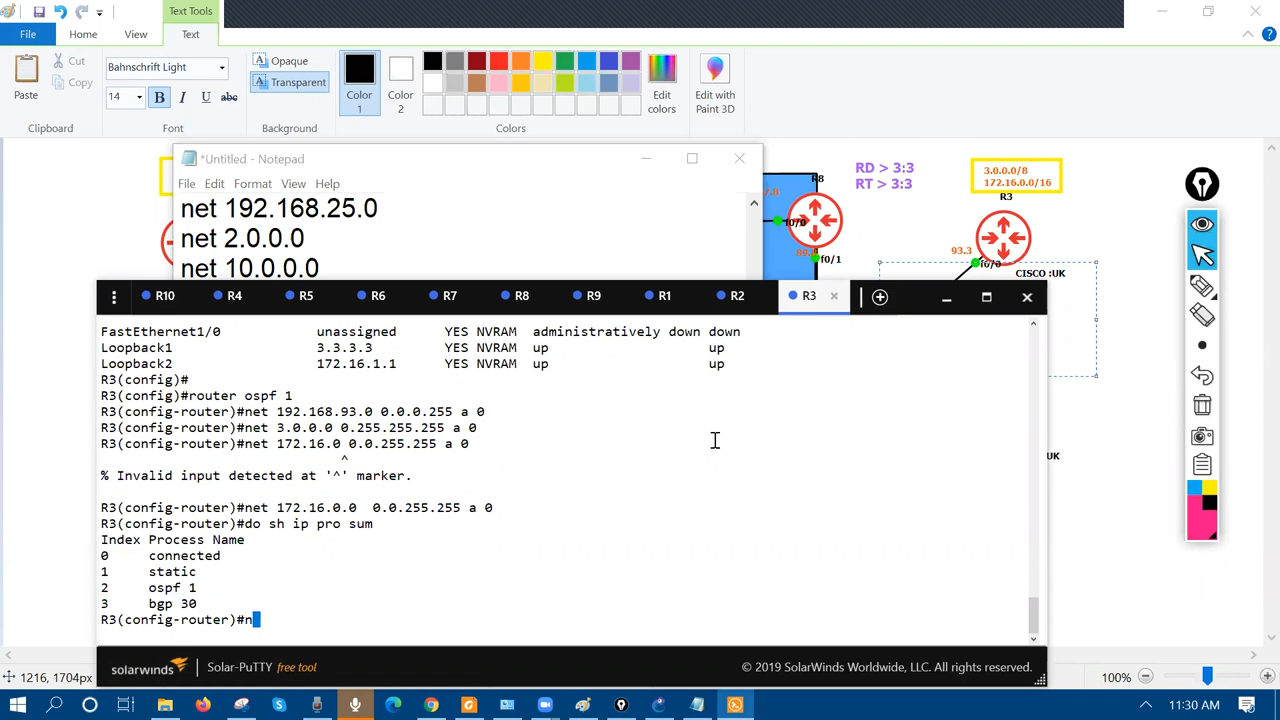 Text Tools
File
Home
View
Text
Paste
Cut
Copy
Clipboard
Bahnschrift Light
14
B
I
U
abc
Font
Opaque
Transparent
Background
Color
1
Color
2
Colors
Edit
colors
Edit with
Paint 3D
*Untitled - Notepad
File
Edit
Format
View
Help
net 192.168.25.0
net 2.0.0.0
net 10.0.0.0
7.8
R8
f0/0
f0/1
RD > 3:3
RT > 3:3
3.0.0.0/8
172.16.0.0/16
R3
93.3
f0/0
CISCO :UK
UK
R10
R4
R5
R6
R7
R8
R9
R1
R2
R3
FastEthernet1/0 unassigned YES NVRAM administratively down down
Loopback1 3.3.3.3 YES NVRAM up up
Loopback2 172.16.1.1 YES NVRAM up up
R3(config)#
R3(config)#router ospf 1
R3(config-router)#net 192.168.93.0 0.0.0.255 a 0
R3(config-router)#net 3.0.0.0 0.255.255.255 a 0
R3(config-router)#net 172.16.0 0.0.255.255 a 0
^
% Invalid input detected at '^' marker.
R3(config-router)#net 172.16.0.0  0.0.255.255 a 0
R3(config-router)#do sh ip pro sum
Index Process Name
0 connected
1 static
2 ospf 1
3 bgp 30
R3(config-router)#n
solarwinds
Solar-PuTTY free tool
© 2019 SolarWinds Worldwide, LLC. All rights reserved.
1216, 1704px
100%
11:30 AM